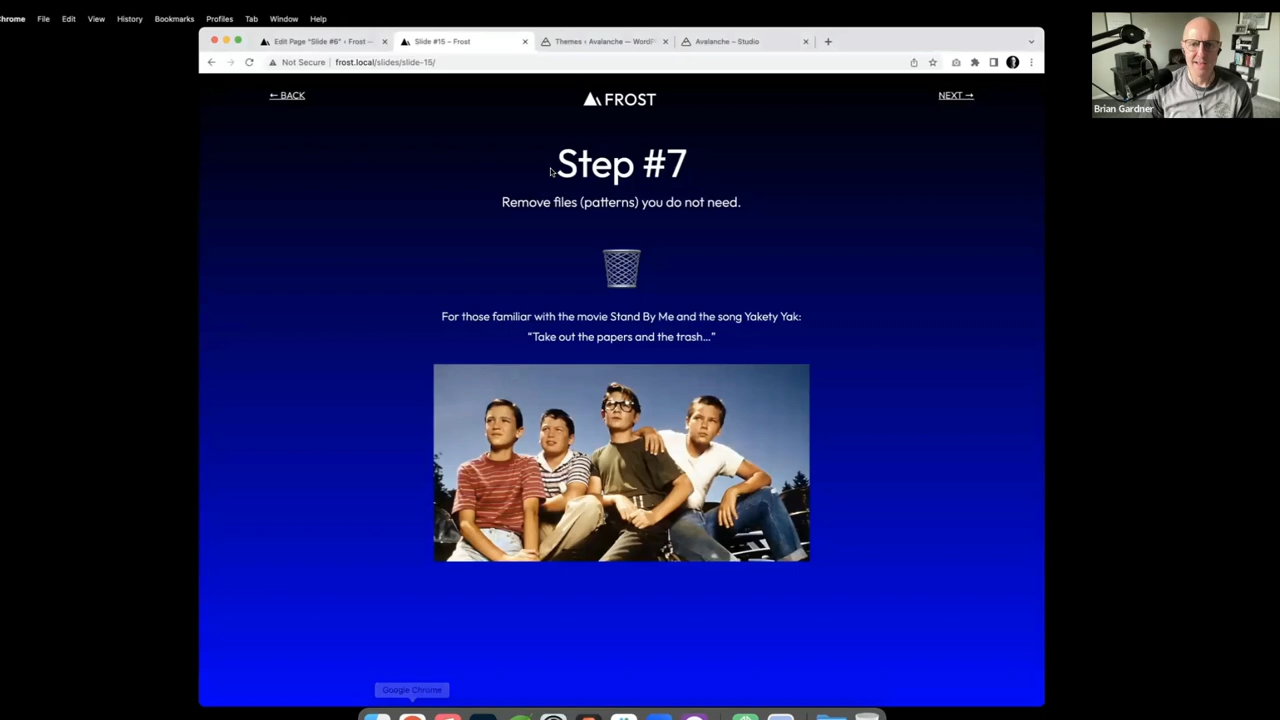 Chrome File Edit View History Bookmarks Profiles Tab Window Help
Edit Page "Slide #6" ‹ Frost —
Slide #15 – Frost
Themes ‹ Avalanche — WordP
Avalanche – Studio
Not Secure frost.local/slides/slide-15/
← BACK
FROST
NEXT →
Step #7
Remove files (patterns) you do not need.
For those familiar with the movie Stand By Me and the song Yakety Yak:
“Take out the papers and the trash…”
Google Chrome
Brian Gardner